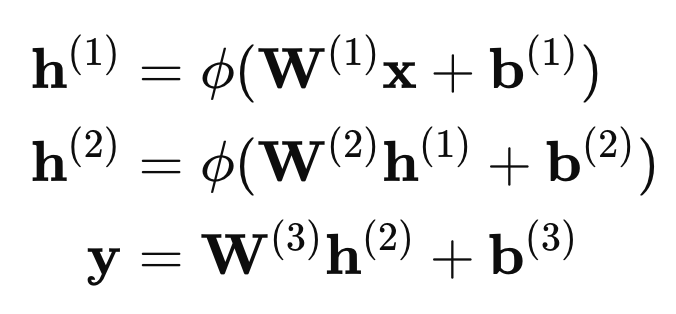 h⁽¹⁾ = ϕ(W⁽¹⁾x + b⁽¹⁾)
h⁽²⁾ = ϕ(W⁽²⁾h⁽¹⁾ + b⁽²⁾)
y = W⁽³⁾h⁽²⁾ + b⁽³⁾